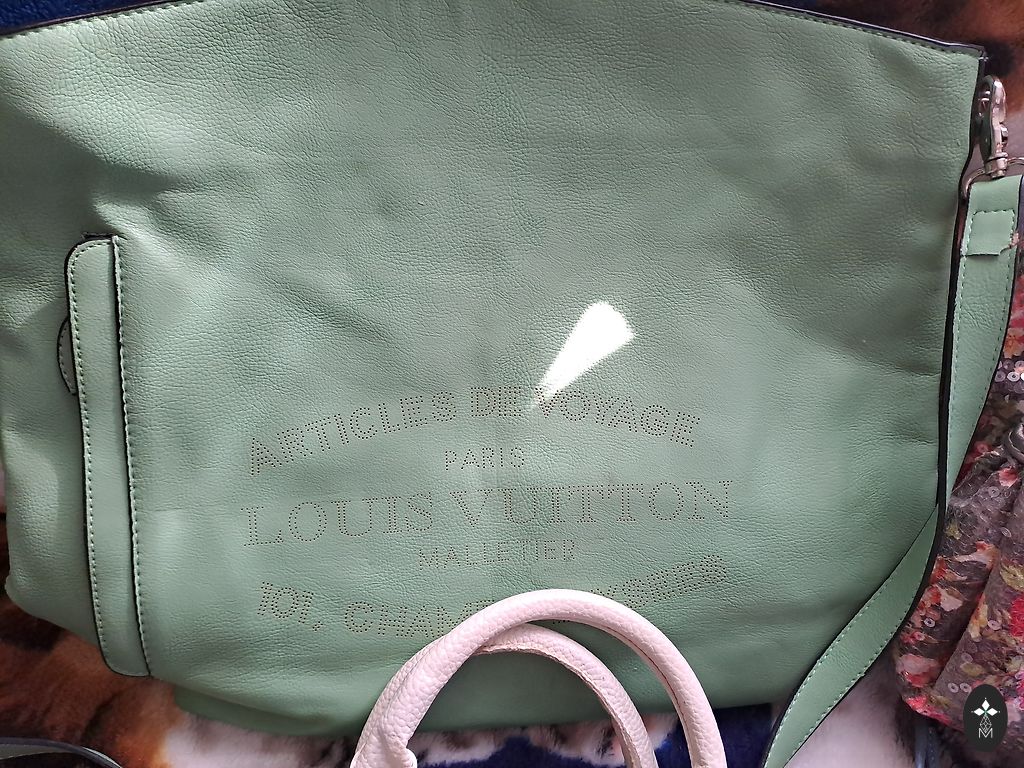 ARTICLES DE VOYAGE
PARIS
LOUIS VUITTON
MALLETIER
M